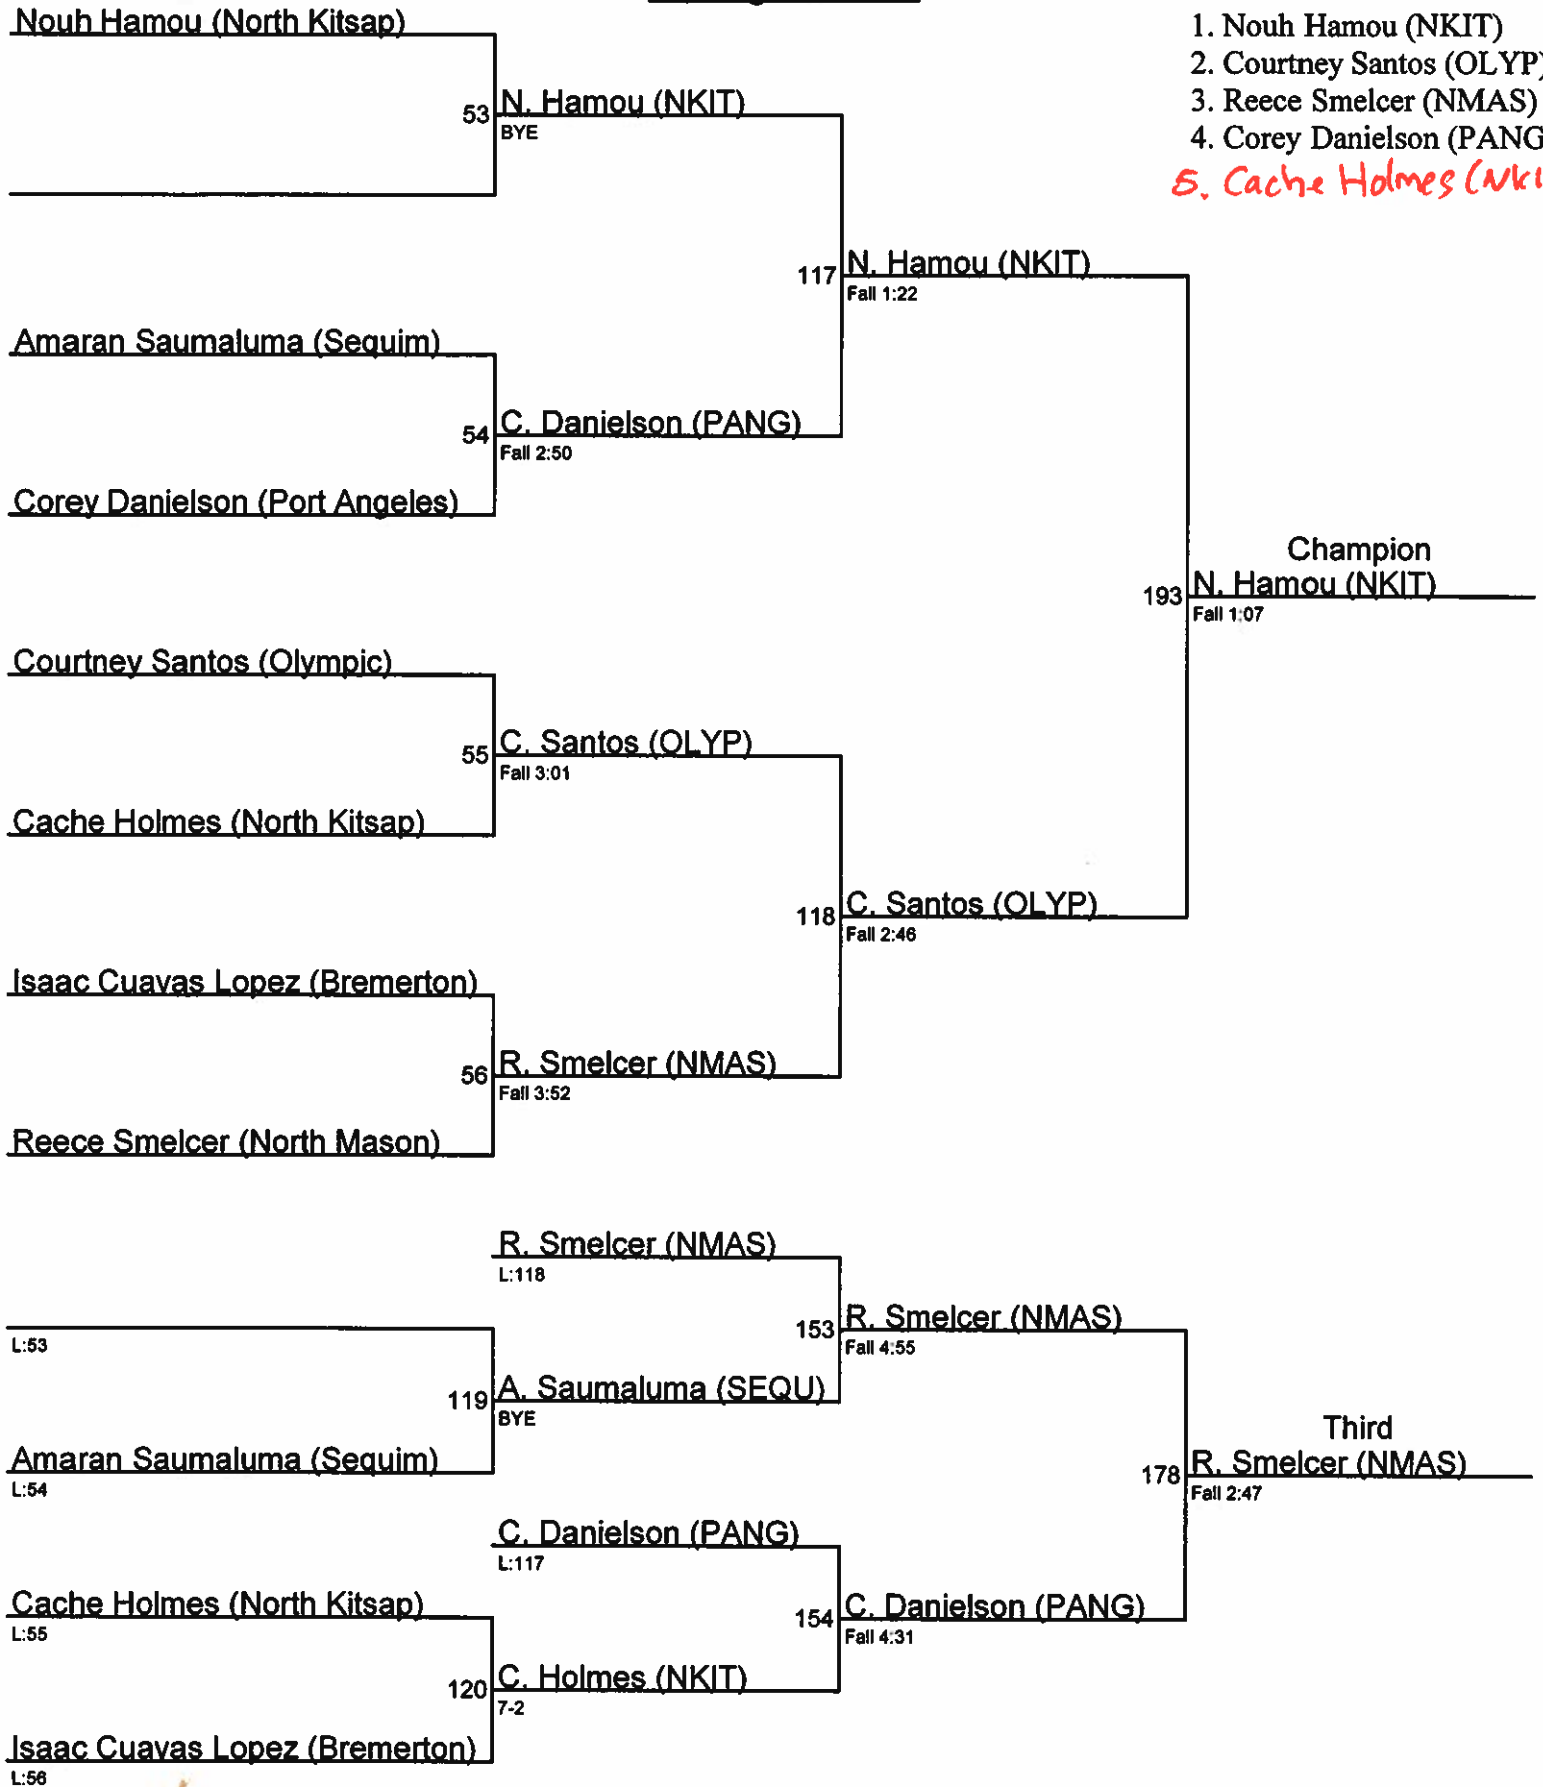 Nouh Hamou (North Kitsap)
1. Nouh Hamou (NKIT)
2. Courtney Santos (OLYP)
3. Reece Smelcer (NMAS)
4. Corey Danielson (PANG
5. Cache Holmes (NKI
53 N. Hamou (NKIT)
BYE
117 N. Hamou (NKIT)
Fall 1:22
Amaran Saumaluma (Sequim)
54 C. Danielson (PANG)
Fall 2:50
Corey Danielson (Port Angeles)
Champion
193 N. Hamou (NKIT)
Fall 1:07
Courtney Santos (Olympic)
55 C. Santos (OLYP)
Fall 3:01
Cache Holmes (North Kitsap)
118 C. Santos (OLYP)
Fall 2:46
Isaac Cuavas Lopez (Bremerton)
56 R. Smelcer (NMAS)
Fall 3:52
Reece Smelcer (North Mason)
R. Smelcer (NMAS)
L:118
153 R. Smelcer (NMAS)
Fall 4:55
L:53
119 A. Saumaluma (SEQU)
BYE
Amaran Saumaluma (Sequim)
L:54
Third
178 R. Smelcer (NMAS)
Fall 2:47
C. Danielson (PANG)
L:117
Cache Holmes (North Kitsap)
L:55
154 C. Danielson (PANG)
Fall 4:31
120 C. Holmes (NKIT)
7-2
Isaac Cuavas Lopez (Bremerton)
L:56